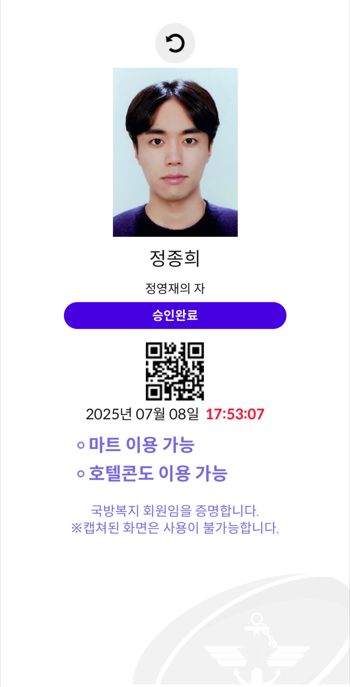 정종희
정영재의 자
승인완료
2025년 07월 08일 17:53:07
마트 이용 가능
호텔콘도 이용 가능
국방복지 회원임을 증명합니다.
※캡쳐된 화면은 사용이 불가능합니다.